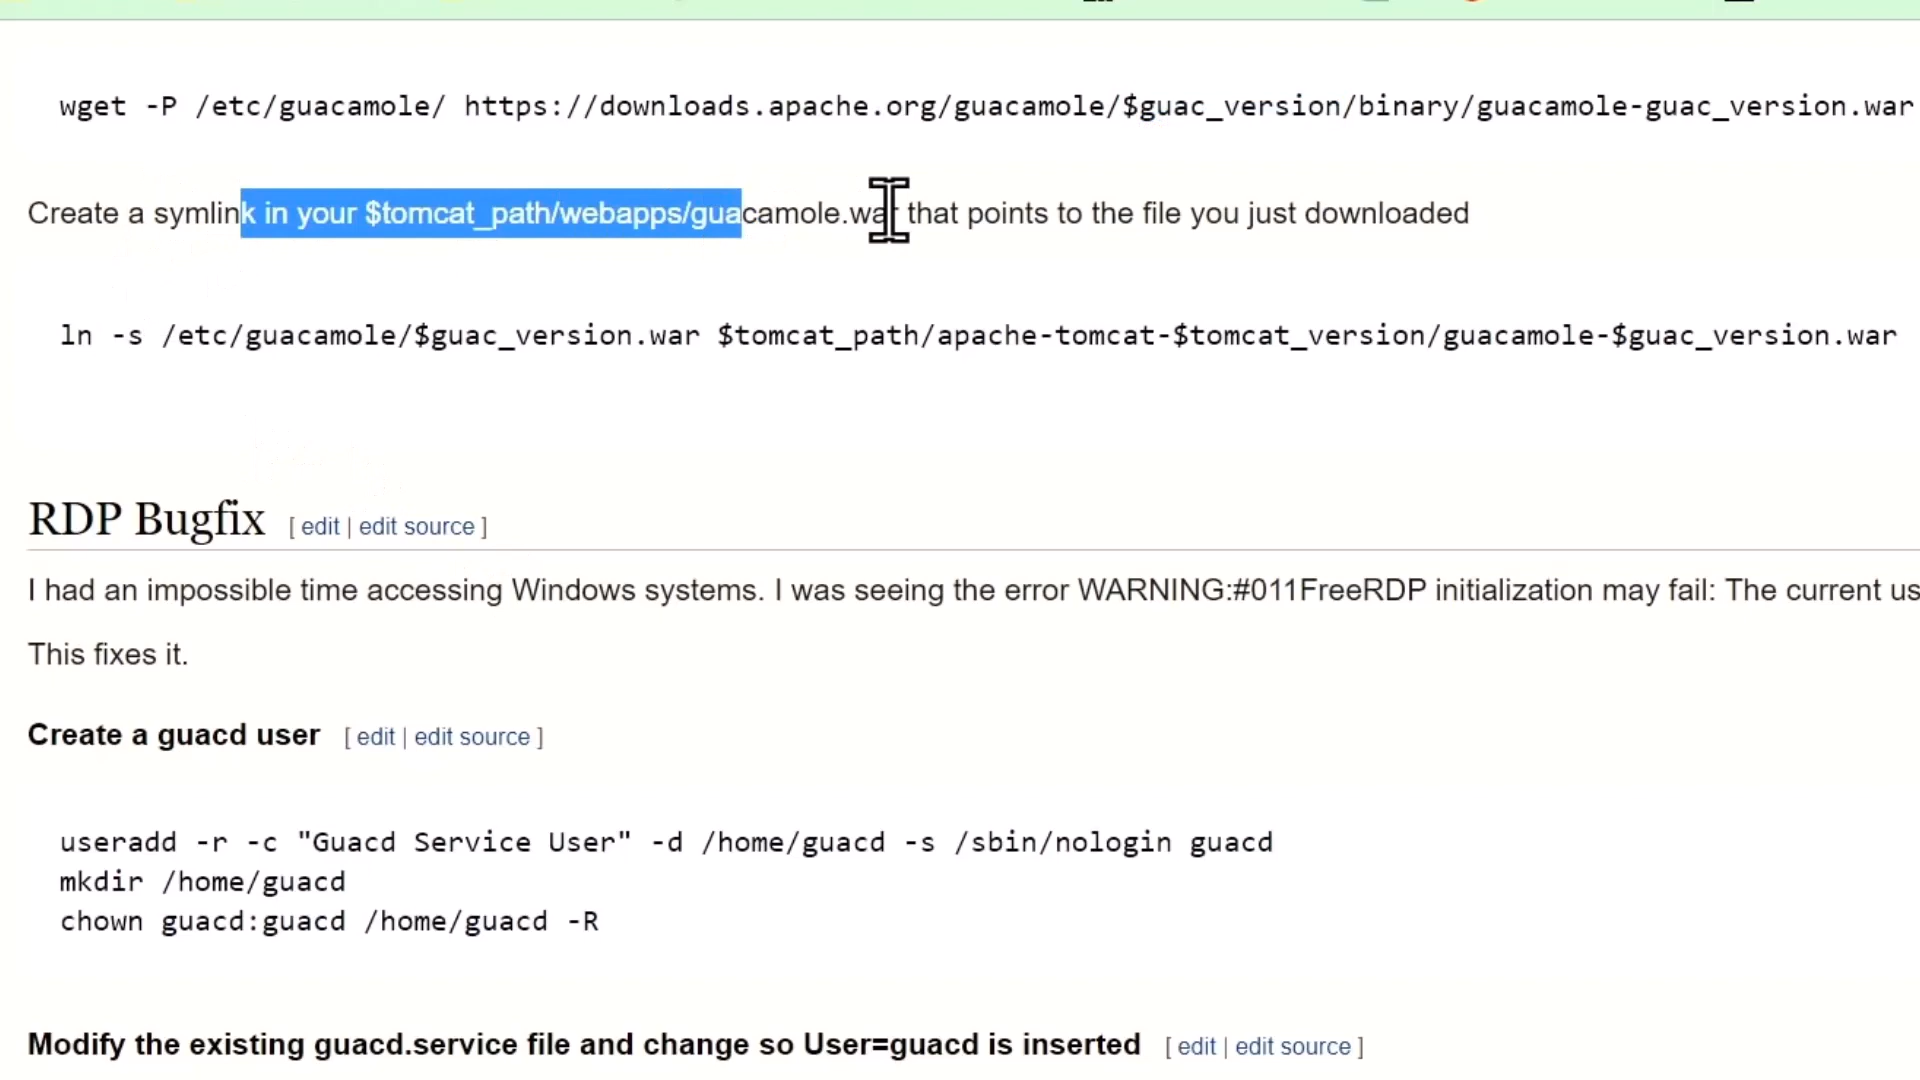 wget -P /etc/guacamole/ https://downloads.apache.org/guacamole/$guac_version/binary/guacamole-guac_version.war
Create a symlink in your $tomcat_path/webapps/guacamole.war that points to the file you just downloaded
ln -s /etc/guacamole/$guac_version.war $tomcat_path/apache-tomcat-$tomcat_version/guacamole-$guac_version.war
RDP Bugfix [ edit | edit source ]
I had an impossible time accessing Windows systems. I was seeing the error WARNING:#011FreeRDP initialization may fail: The current us
This fixes it.
Create a guacd user [ edit | edit source ]
useradd -r -c "Guacd Service User" -d /home/guacd -s /sbin/nologin guacd
mkdir /home/guacd
chown guacd:guacd /home/guacd -R
Modify the existing guacd.service file and change so User=guacd is inserted [ edit | edit source ]